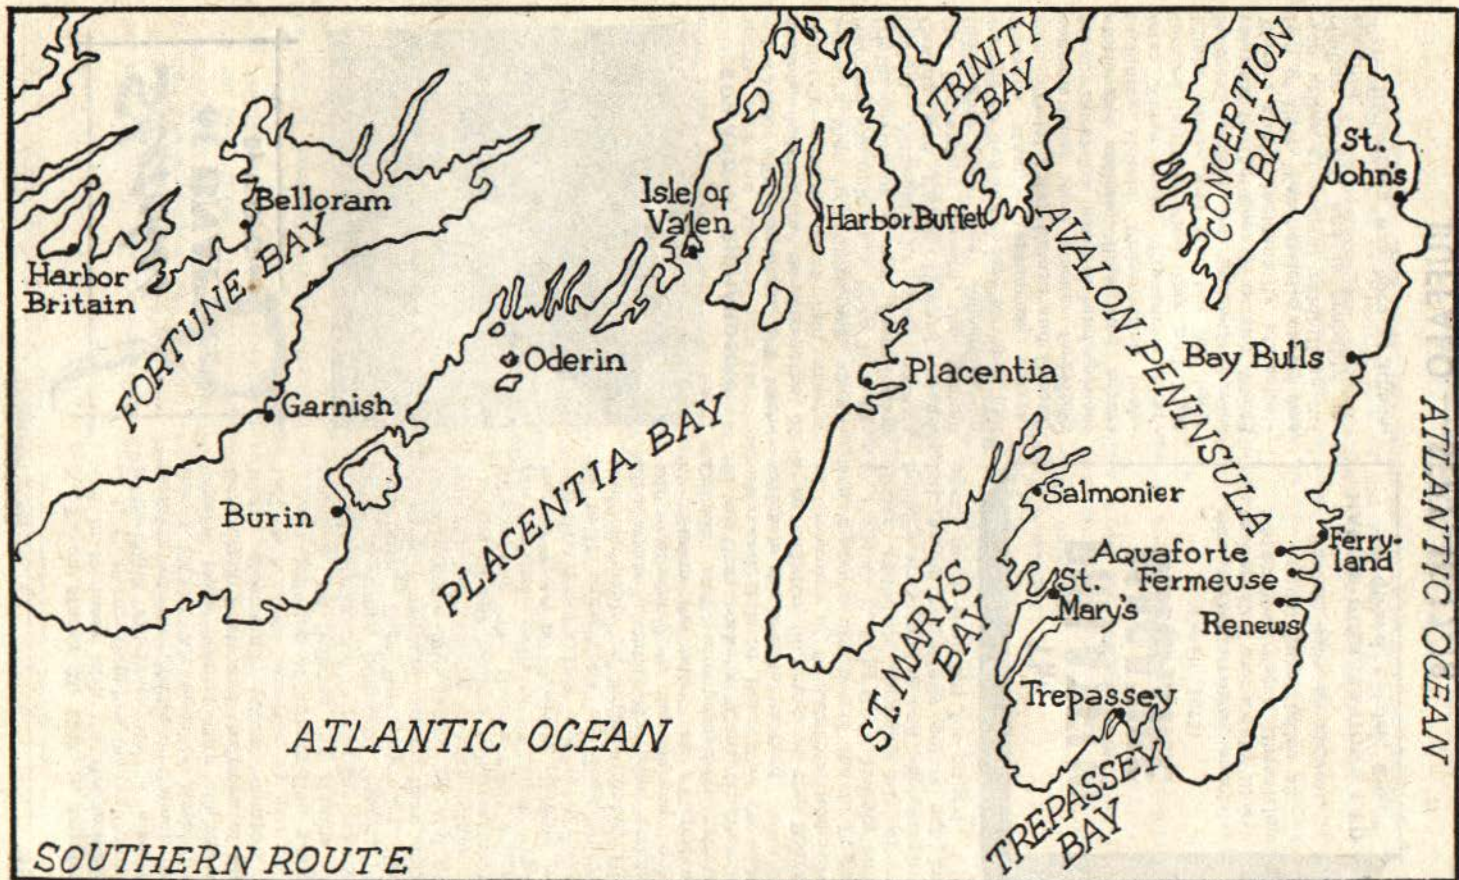 TRINITY
BAY
CONCEPTION
BAY
St.
John's
Belloram
Isle of
Valen
Harbor Buffet
Harbor
Britain
FORTUNE BAY
AVALON PENINSULA
Oderin
Placentia
Bay Bulls
Garnish
PLACENTIA BAY
ATLANTIC OCEAN
Burin
Salmonier
Aquaforte
Ferry-
land
Fermeuse
St.
Mary's
Renews
ST. MARYS
BAY
Trepassey
ATLANTIC OCEAN
TREPASSEY
BAY
SOUTHERN ROUTE